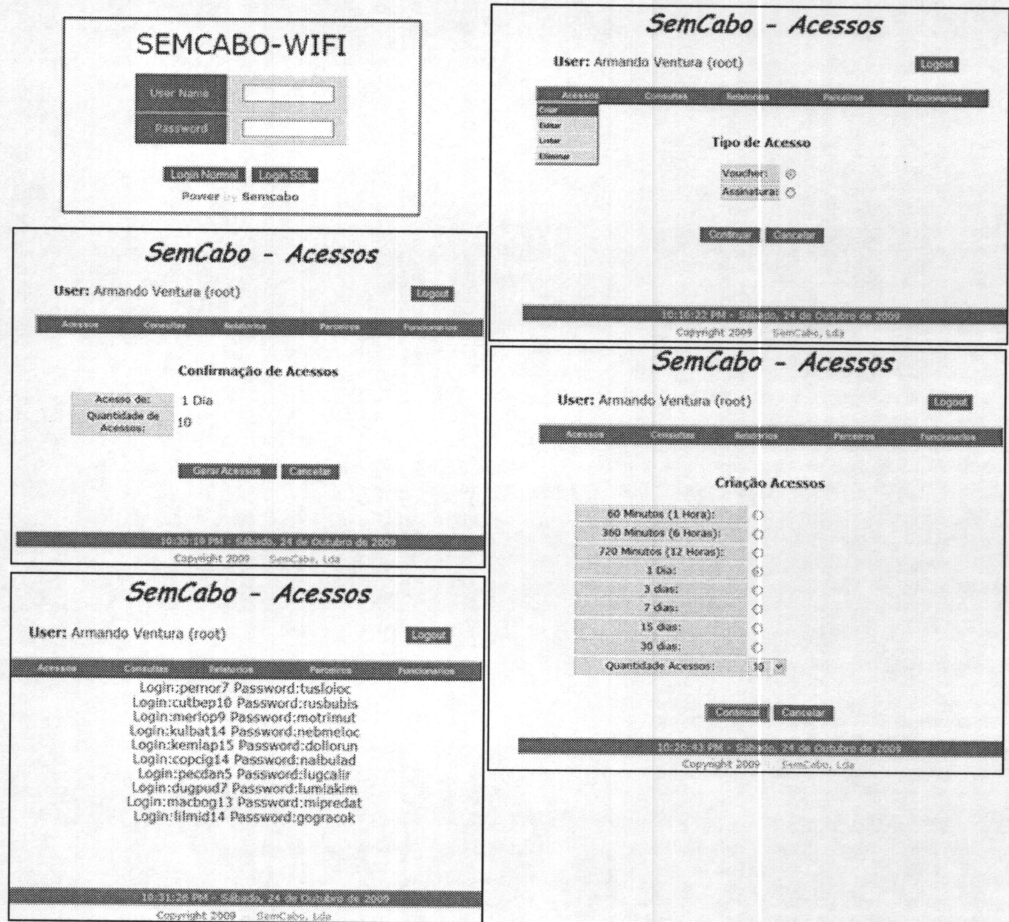 SEMCABO-WIFI
User Name
Password
Login Normal Login SSL
Power by Semcabo
SemCabo - Acessos
User: Armando Ventura (root)
Logout
Acessos Consultas Relatorios Parceiros Funcionarios
Criar
Editar
Listar
Eliminar
Tipo de Acesso
Voucher:
Assinatura:
Continuar Cancelar
10:16:22 PM - Sábado, 24 de Outubro de 2009
Copyright 2009 SemCabo, Lda
SemCabo - Acessos
User: Armando Ventura (root)
Logout
Acessos Consultas Relatorios Parceiros Funcionarios
Confirmação de Acessos
Acesso de: 1 Dia
Quantidade de
Acessos: 10
Gerar Acessos Cancelar
10:30:19 PM - Sábado, 24 de Outubro de 2009
Copyright 2009 SemCabo, Lda
SemCabo - Acessos
User: Armando Ventura (root)
Logout
Acessos Consultas Relatorios Parceiros Funcionarios
Criação Acessos
60 Minutos (1 Hora):
360 Minutos (6 Horas):
720 Minutos (12 Horas):
1 Dia:
3 dias:
7 dias:
15 dias:
30 dias:
Quantidade Acessos: 10
Continuar Cancelar
10:20:43 PM - Sábado, 24 de Outubro de 2009
Copyright 2009 SemCabo, Lda
SemCabo - Acessos
User: Armando Ventura (root)
Logout
Acessos Consultas Relatorios Parceiros Funcionarios
Login:pernor7 Password:tusloloc
Login:cutbep10 Password:rusbubis
Login:merlop9 Password:motrimut
Login:kulbat14 Password:nebmeloc
Login:kemlap15 Password:dollorun
Login:copcig14 Password:nalbulad
Login:pecdan5 Password:lugcalir
Login:dugpud7 Password:lumlakim
Login:macbog13 Password:mipredat
Login:lilmid14 Password:gogracok
10:31:28 PM - Sábado, 24 de Outubro de 2009
Copyright 2009 SemCabo, Lda